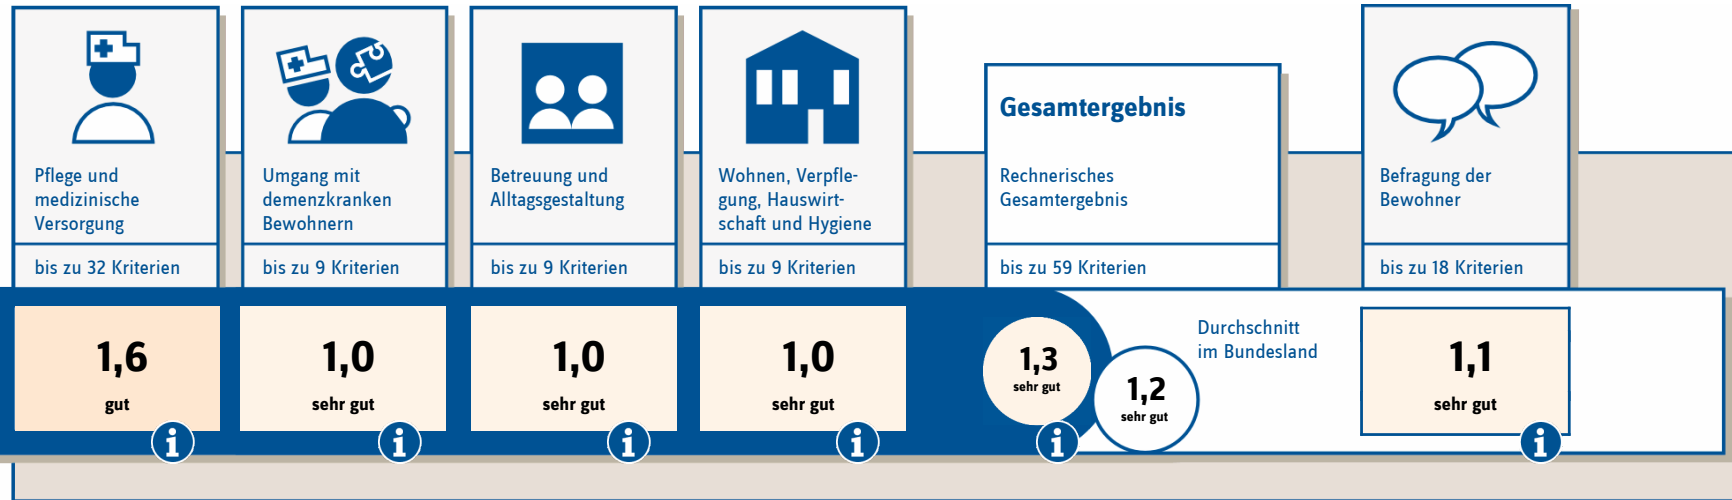 Pflege und
medizinische
Versorgung
bis zu 32 Kriterien
1,6
gut
i
Umgang mit
demenzkranken
Bewohnern
bis zu 9 Kriterien
1,0
sehr gut
i
Betreuung und
Alltagsgestaltung
bis zu 9 Kriterien
1,0
sehr gut
i
Wohnen, Verpfle-
gung, Hauswirt-
schaft und Hygiene
bis zu 9 Kriterien
1,0
sehr gut
i
Gesamtergebnis
Rechnerisches
Gesamtergebnis
bis zu 59 Kriterien
1,3
sehr gut
i
1,2
sehr gut
Durchschnitt
im Bundesland
Befragung der
Bewohner
bis zu 18 Kriterien
1,1
sehr gut
i